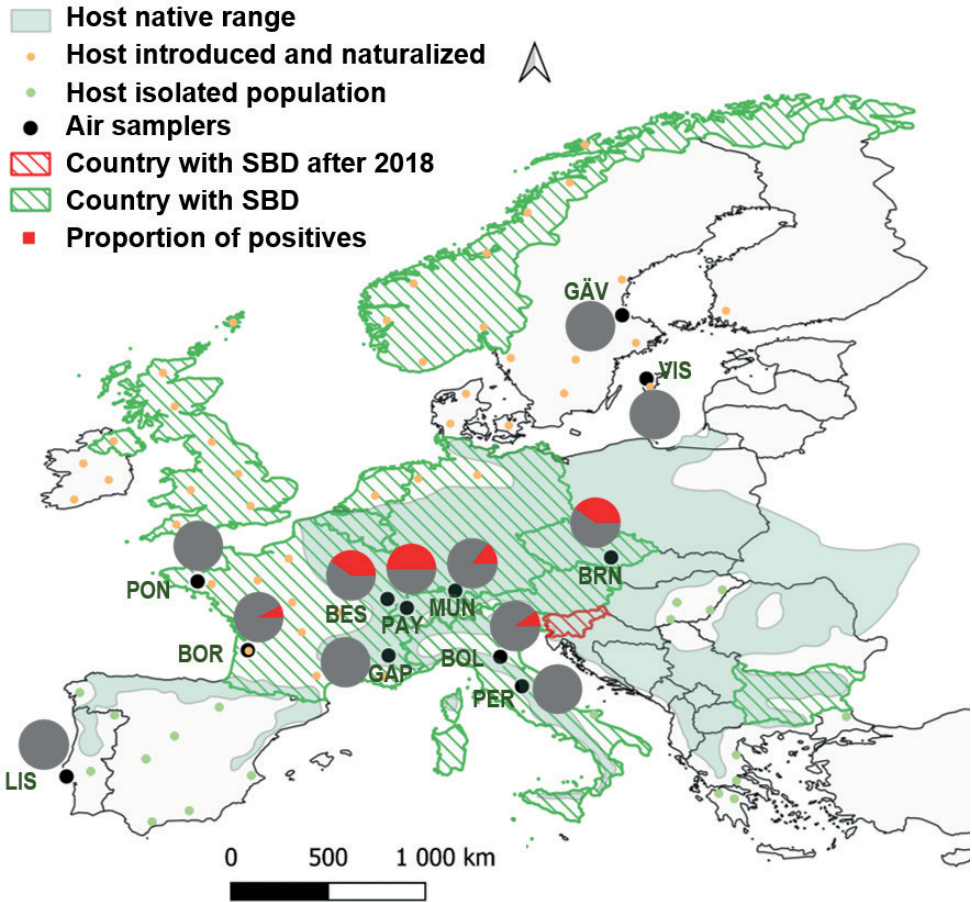 Host native range
Host introduced and naturalized
Host isolated population
Air samplers
Country with SBD after 2018
Country with SBD
Proportion of positives
GÄV
VIS
PON
BES
PAY
MUN
BRN
BOR
GAP
BOL
PER
LIS
0 500 1 000 km